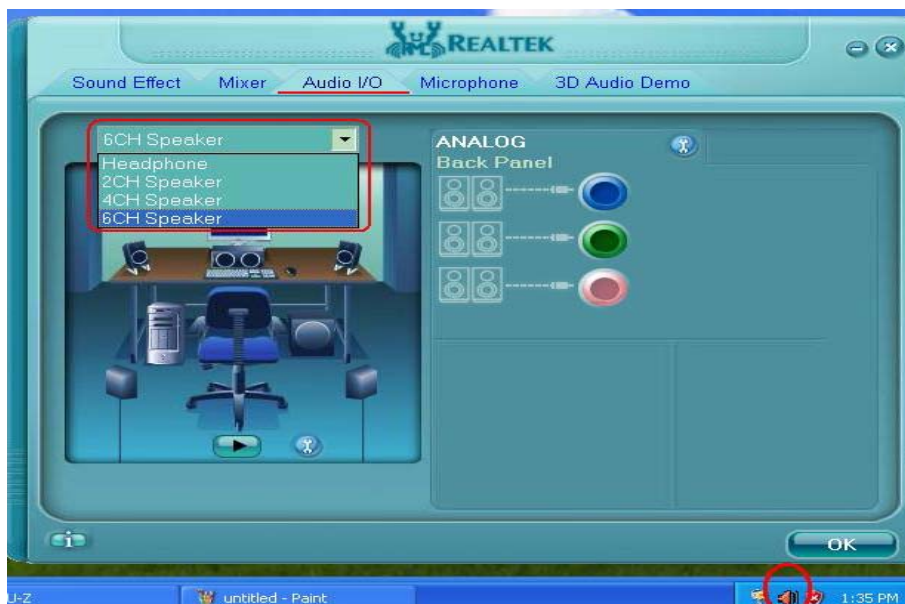 REALTEK
Sound Effect Mixer Audio I/O Microphone 3D Audio Demo
6CH Speaker
Headphone
2CH Speaker
4CH Speaker
6CH Speaker
ANALOG
Back Panel
OK
U-Z
untitled - Paint
1:35 PM